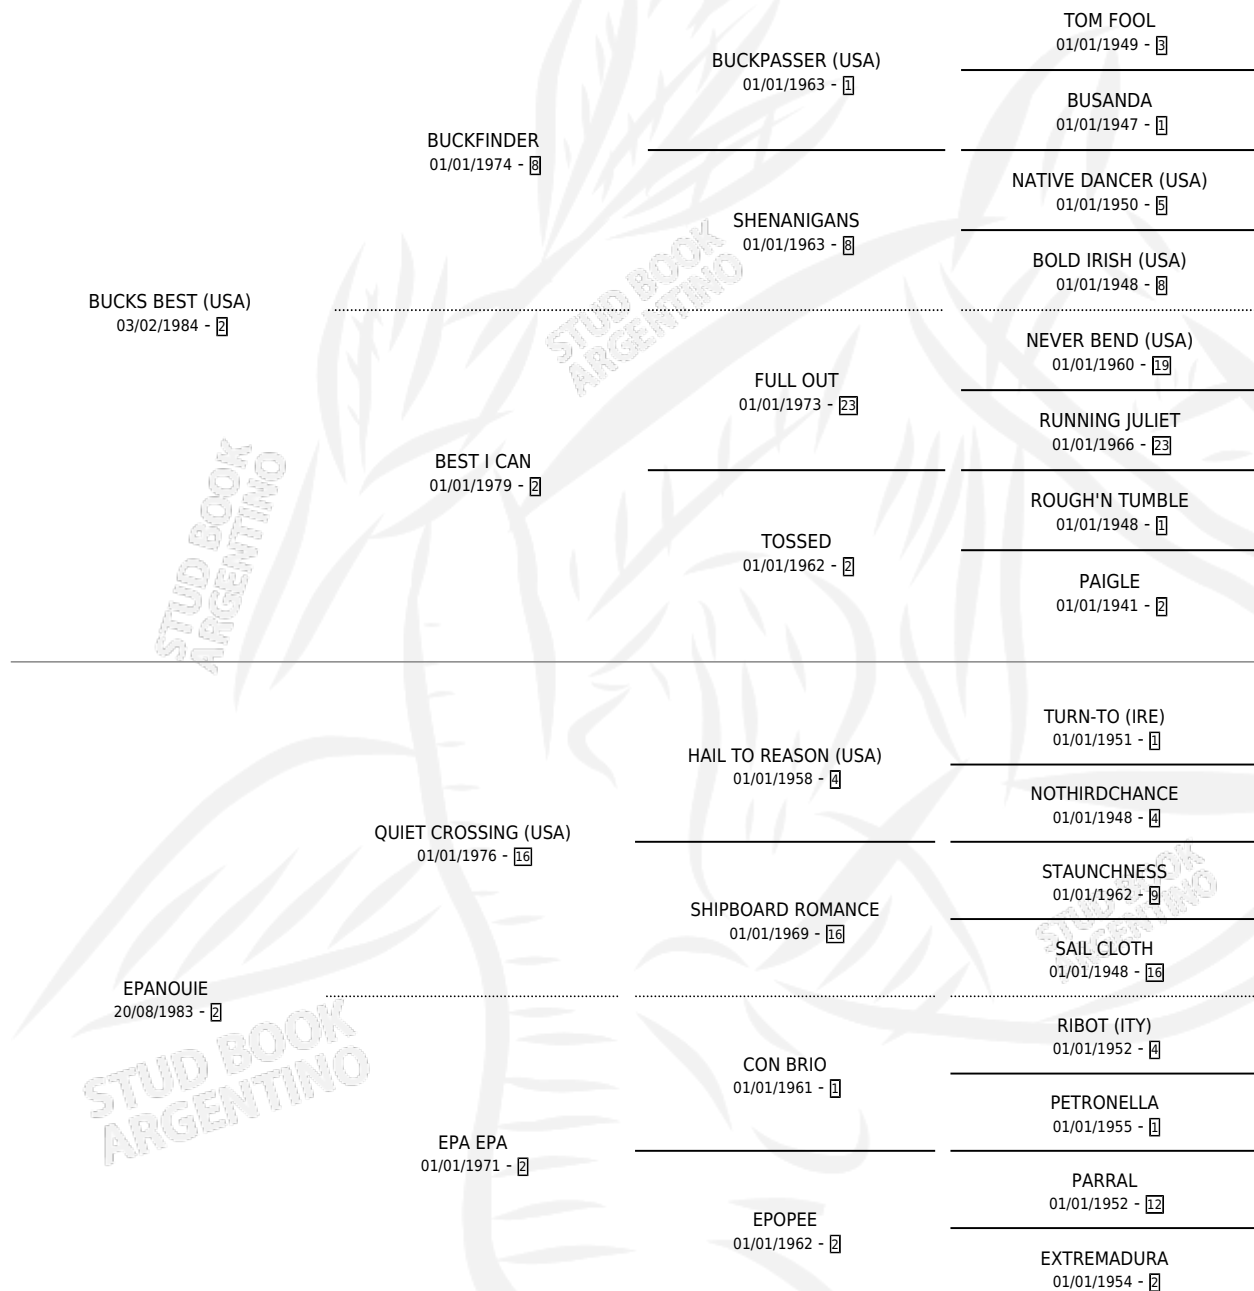 TOM FOOL
01/01/1949 - 3
BUCKPASSER (USA)
01/01/1963 - 1
BUSANDA
01/01/1947 - 1
BUCKFINDER
01/01/1974 - 8
NATIVE DANCER (USA)
01/01/1950 - 5
SHENANIGANS
01/01/1963 - 8
BOLD IRISH (USA)
01/01/1948 - 8
BUCKS BEST (USA)
03/02/1984 - 2
STUD BOOK
ARGENTINO
NEVER BEND (USA)
01/01/1960 - 19
FULL OUT
01/01/1973 - 23
RUNNING JULIET
01/01/1966 - 23
BEST I CAN
01/01/1979 - 2
ROUGH'N TUMBLE
01/01/1948 - 1
TOSSED
01/01/1962 - 2
PAIGLE
01/01/1941 - 2
STUD BOOK
ARGENTINO
TURN-TO (IRE)
01/01/1951 - 1
HAIL TO REASON (USA)
01/01/1958 - 4
NOTHIRDCHANCE
01/01/1948 - 4
QUIET CROSSING (USA)
01/01/1976 - 16
STAUNCHNESS
01/01/1962 - 9
SHIPBOARD ROMANCE
01/01/1969 - 16
STUD BOOK
ARGENTINO
SAIL CLOTH
01/01/1948 - 16
EPANOUIE
20/08/1983 - 2
STUD BOOK
ARGENTINO
RIBOT (ITY)
01/01/1952 - 4
CON BRIO
01/01/1961 - 1
PETRONELLA
01/01/1955 - 1
EPA EPA
01/01/1971 - 2
PARRAL
01/01/1952 - 12
EPOPEE
01/01/1962 - 2
EXTREMADURA
01/01/1954 - 2